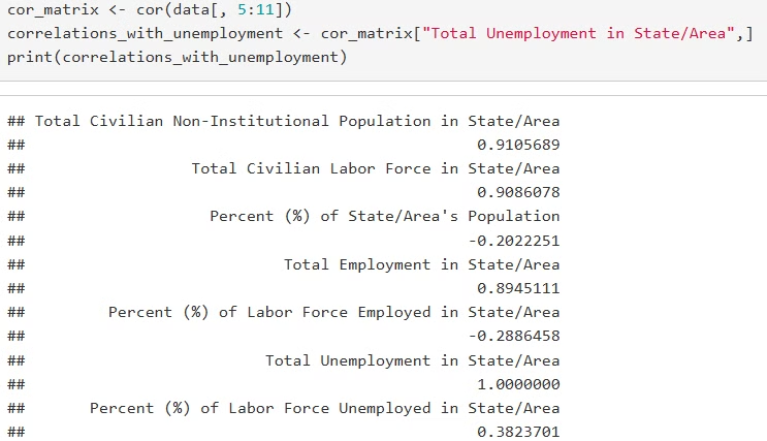 cor_matrix <- cor(data[, 5:11])
correlations_with_unemployment <- cor_matrix["Total Unemployment in State/Area",]
print(correlations_with_unemployment)
## Total Civilian Non-Institutional Population in State/Area
## 0.9105689
## Total Civilian Labor Force in State/Area
## 0.9086078
## Percent (%) of State/Area's Population
## -0.2022251
## Total Employment in State/Area
## 0.8945111
## Percent (%) of Labor Force Employed in State/Area
## -0.2886458
## Total Unemployment in State/Area
## 1.0000000
## Percent (%) of Labor Force Unemployed in State/Area
## 0.3823701